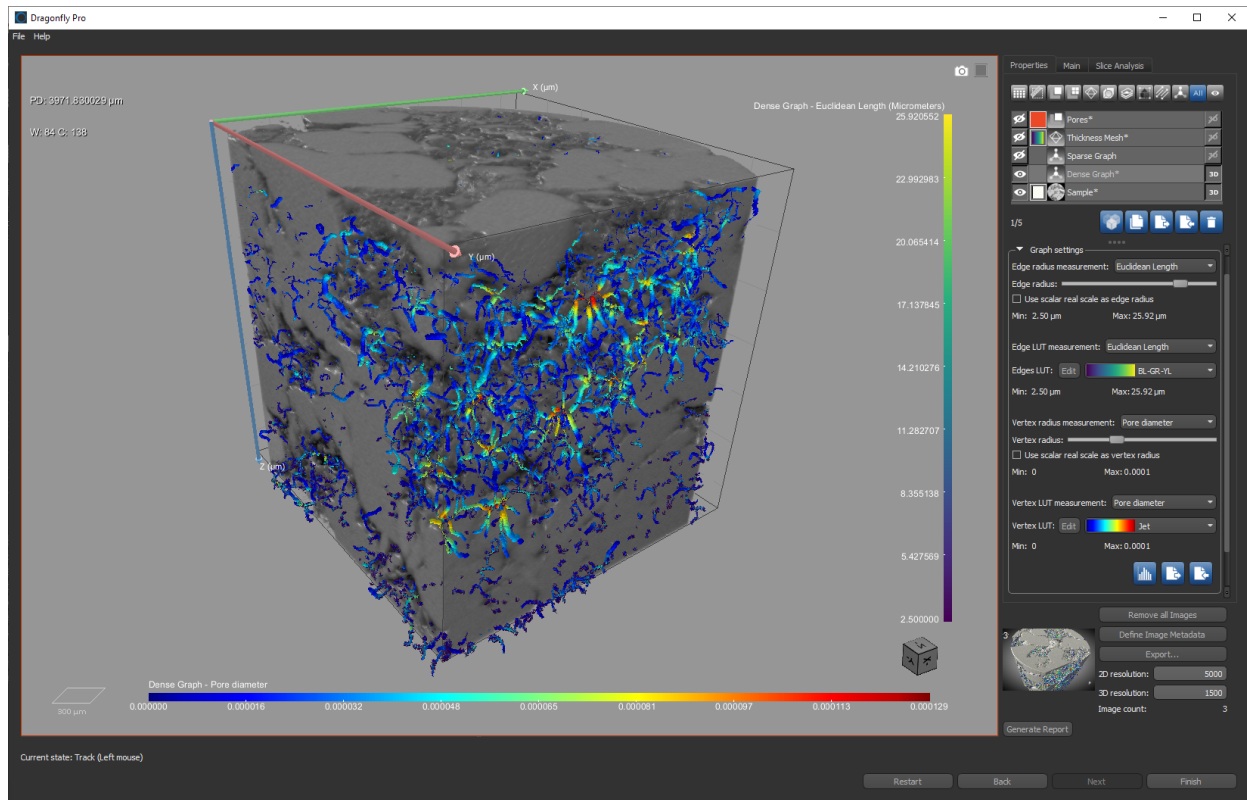 Dragonfly Pro
File Help
PD: 3971.830029 µm
W: 84 C: 138
X (µm)
Y (µm)
Z (µm)
Dense Graph - Euclidean Length (Micrometers)
25.920552
22.992983
20.065414
17.137845
14.210276
11.282707
8.355138
5.427569
2.500000
Dense Graph - Pore diameter
0.000000 0.000016 0.000032 0.000048 0.000065 0.000081 0.000097 0.000113 0.000129
300 µm
Properties Main Slice Analysis
All
Pores*
Thickness Mesh*
Sparse Graph
Dense Graph* 3D
Sample* 3D
1/5
Graph settings
Edge radius measurement: Euclidean Length
Edge radius:
Use scalar real scale as edge radius
Min: 2.50 µm Max: 25.92 µm
Edge LUT measurement: Euclidean Length
Edges LUT: Edit BL-GR-YL
Min: 2.50 µm Max: 25.92 µm
Vertex radius measurement: Pore diameter
Vertex radius:
Use scalar real scale as vertex radius
Min: 0 Max: 0.0001
Vertex LUT measurement: Pore diameter
Vertex LUT: Edit Jet
Min: 0 Max: 0.0001
3
Remove all Images
Define Image Metadata
Export...
2D resolution: 5000
3D resolution: 1500
Image count: 3
Generate Report
Current state: Track (Left mouse)
Restart Back Next Finish